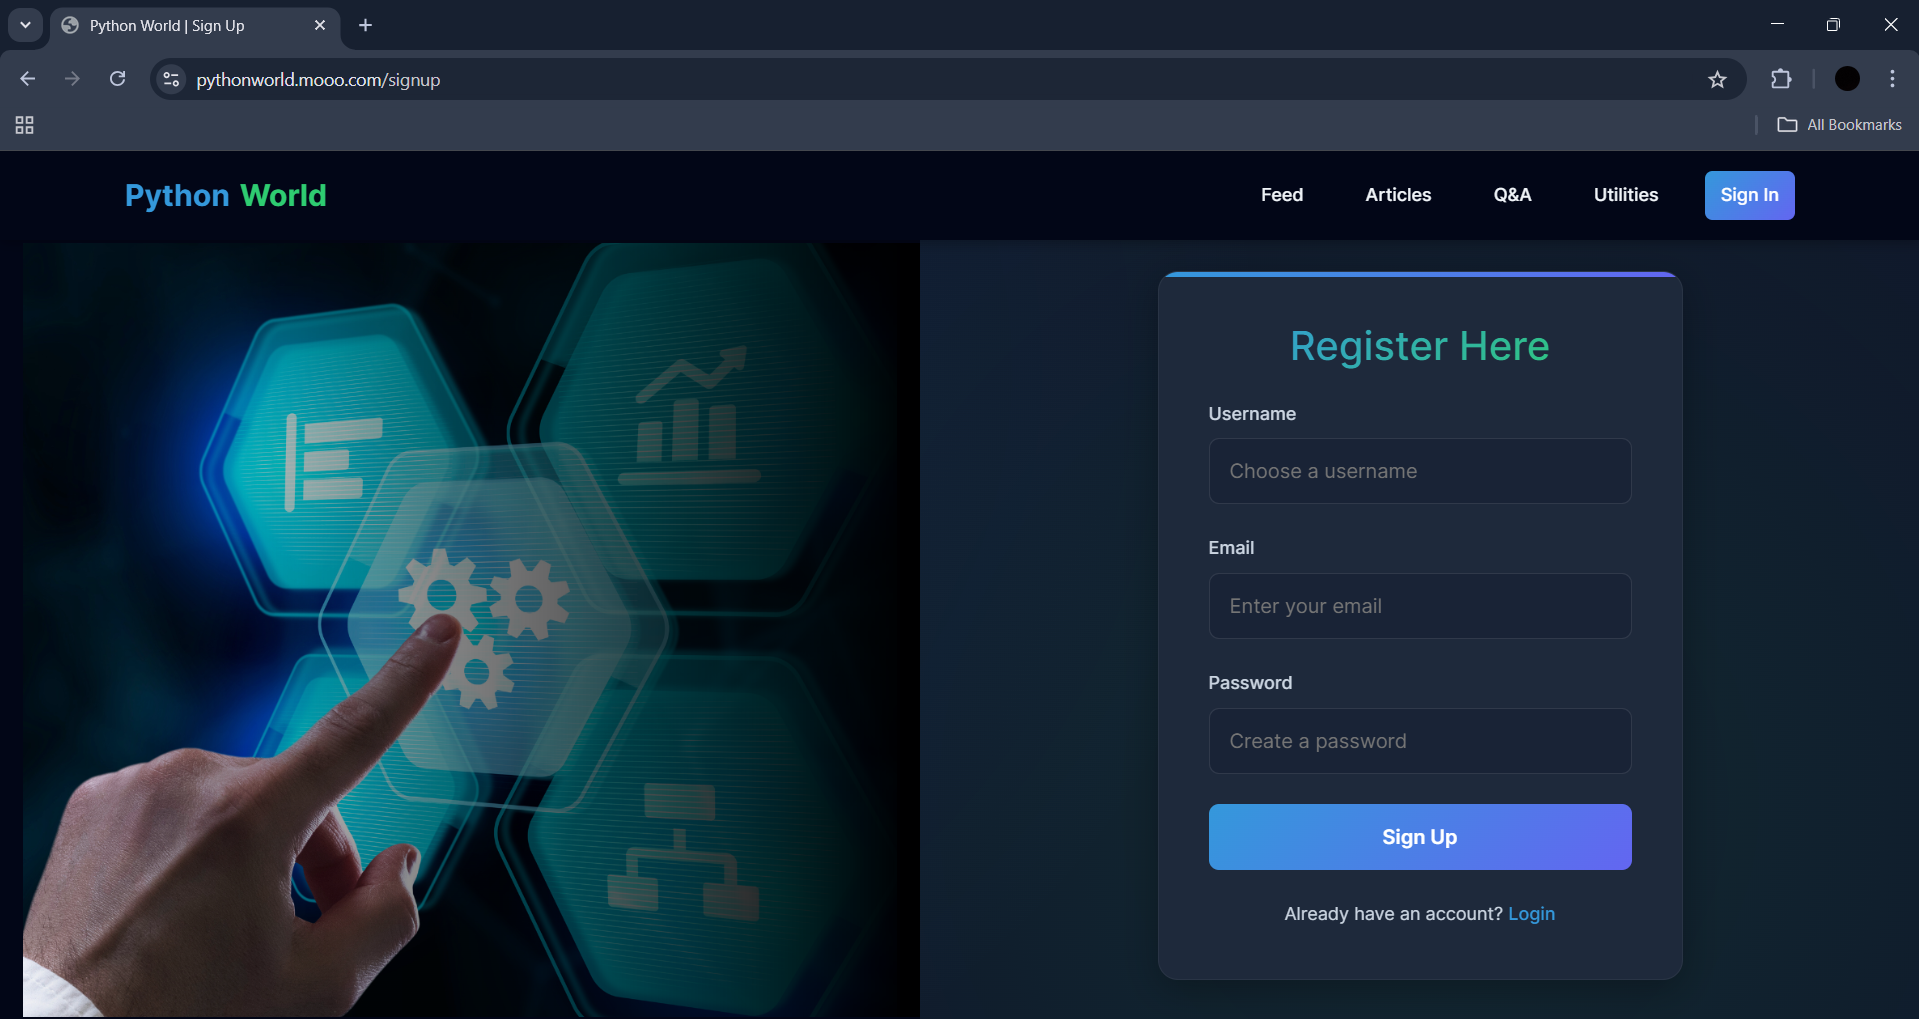 Python World | Sign Up
pythonworld.mooo.com/signup
All Bookmarks
Python World
Feed
Articles
Q&A
Utilities
Sign In
Register Here
Username
Choose a username
Email
Enter your email
Password
Create a password
Sign Up
Already have an account? Login